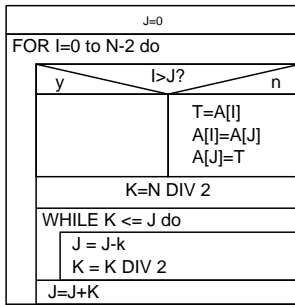 J=0
FOR I=0 to N-2 do
I>J?
y
n
T=A[I]
A[I]=A[J]
A[J]=T
K=N DIV 2
WHILE K <= J do
J = J-k
K = K DIV 2
J=J+K